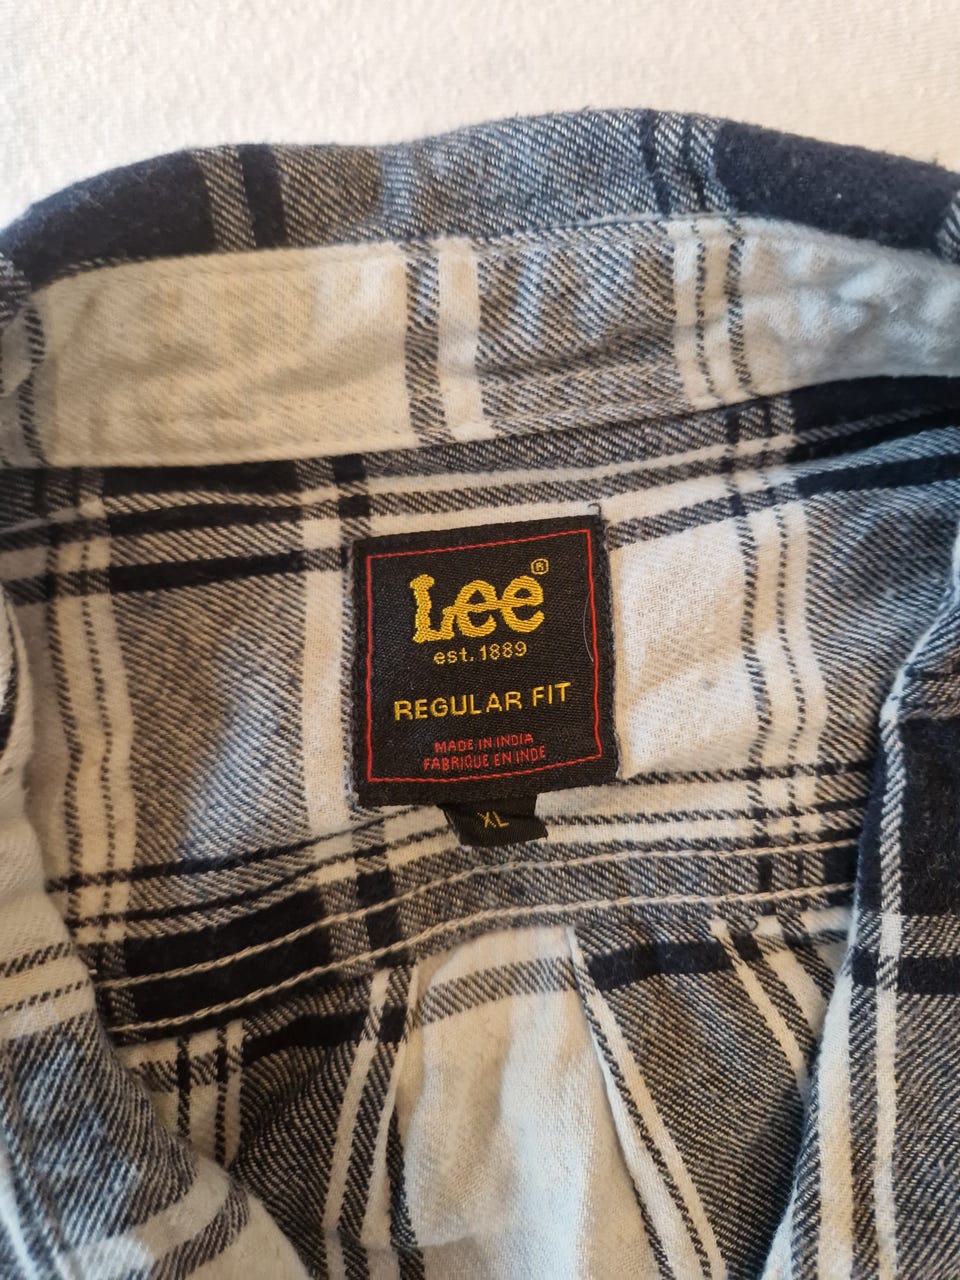 Lee®
est. 1889
REGULAR FIT
MADE IN INDIA
FABRIQUE EN INDE
XL